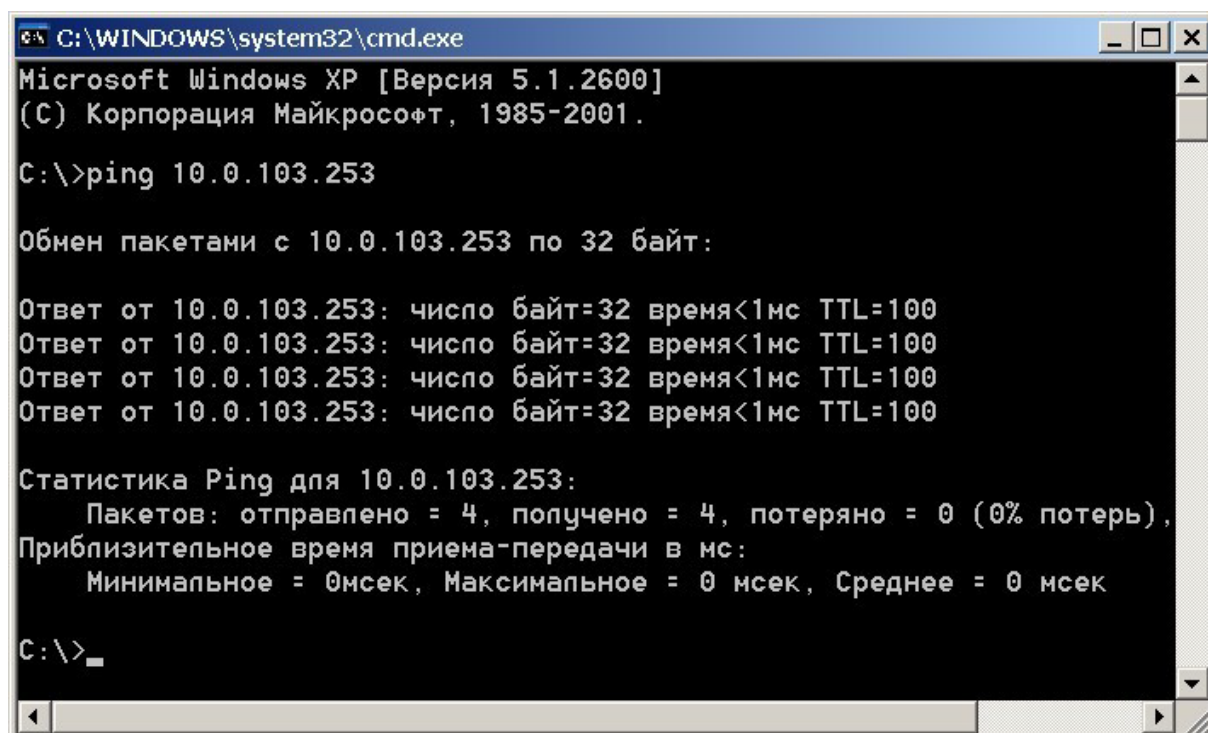 C:\WINDOWS\system32\cmd.exe
Microsoft Windows XP [Версия 5.1.2600]
(C) Корпорация Майкрософт, 1985-2001.
C:\>ping 10.0.103.253
Обмен пакетами с 10.0.103.253 по 32 байт:
Ответ от 10.0.103.253: число байт=32 время<1мс TTL=100
Ответ от 10.0.103.253: число байт=32 время<1мс TTL=100
Ответ от 10.0.103.253: число байт=32 время<1мс TTL=100
Ответ от 10.0.103.253: число байт=32 время<1мс TTL=100
Статистика Ping для 10.0.103.253:
    Пакетов: отправлено = 4, получено = 4, потеряно = 0 (0% потерь),
Приблизительное время приема-передачи в мс:
    Минимальное = 0мсек, Максимальное = 0 мсек, Среднее = 0 мсек
C:\>_